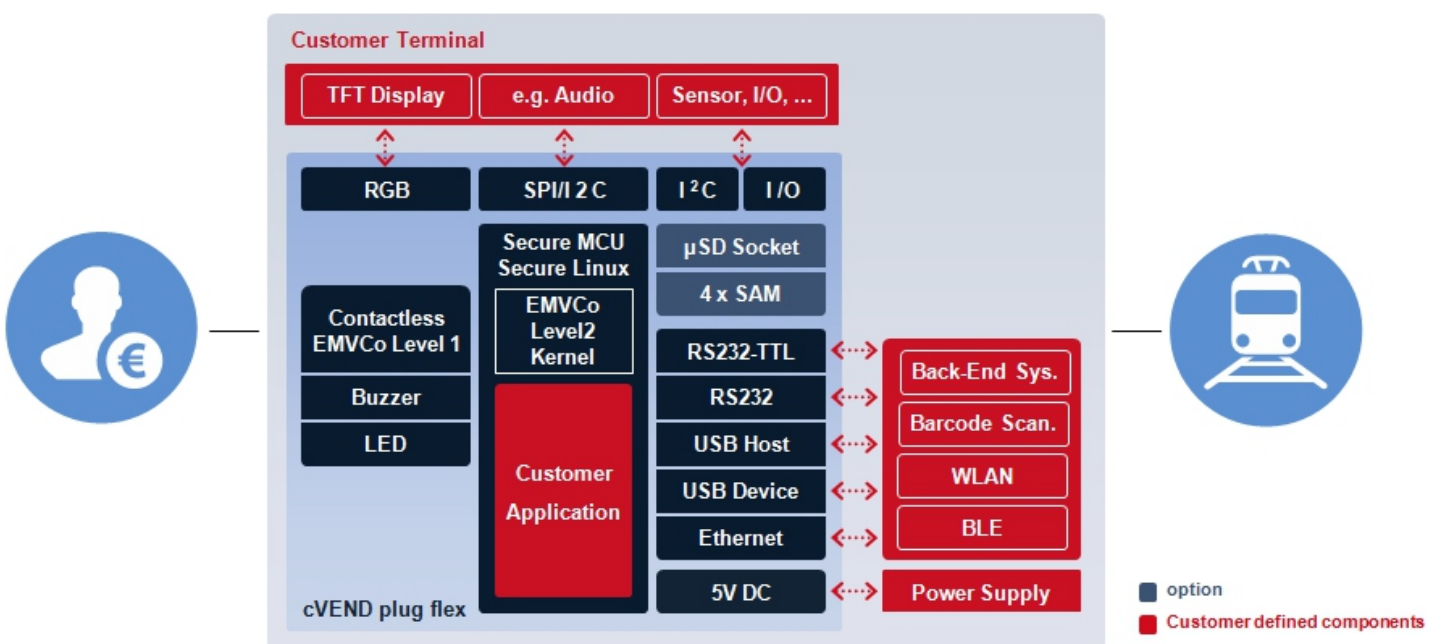 Customer Terminal
TFT Display
e.g. Audio
Sensor, I/O, ...
RGB
SPI/I 2 C
I ²C
I /O
Contactless
EMVCo Level 1
Buzzer
LED
Secure MCU
Secure Linux
EMVCo
Level2
Kernel
Customer
Application
µSD Socket
4 x SAM
RS232-TTL
RS232
USB Host
USB Device
Ethernet
5V DC
Back-End Sys.
Barcode Scan.
WLAN
BLE
Power Supply
cVEND plug flex
€
option
Customer defined components